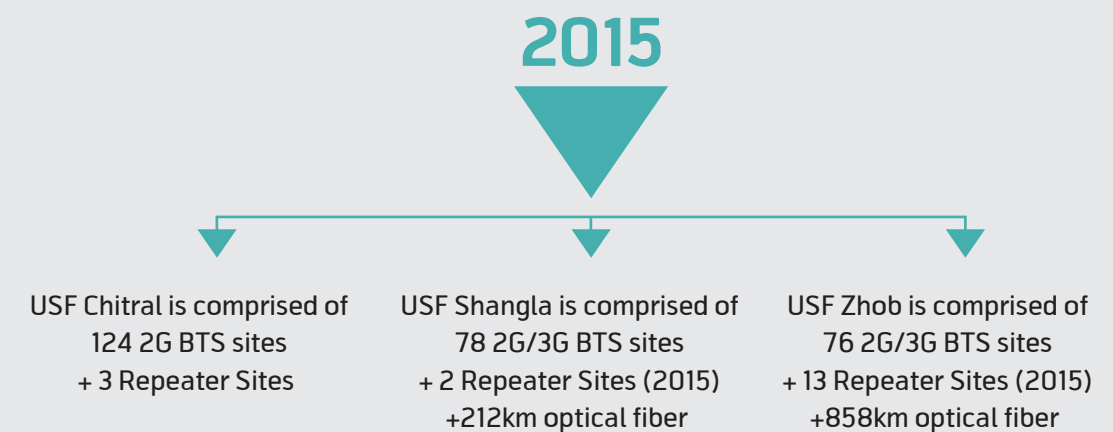 2015
USF Chitral is comprised of
124 2G BTS sites
+ 3 Repeater Sites
USF Shangla is comprised of
78 2G/3G BTS sites
+ 2 Repeater Sites (2015)
+212km optical fiber
USF Zhob is comprised of
76 2G/3G BTS sites
+ 13 Repeater Sites (2015)
+858km optical fiber